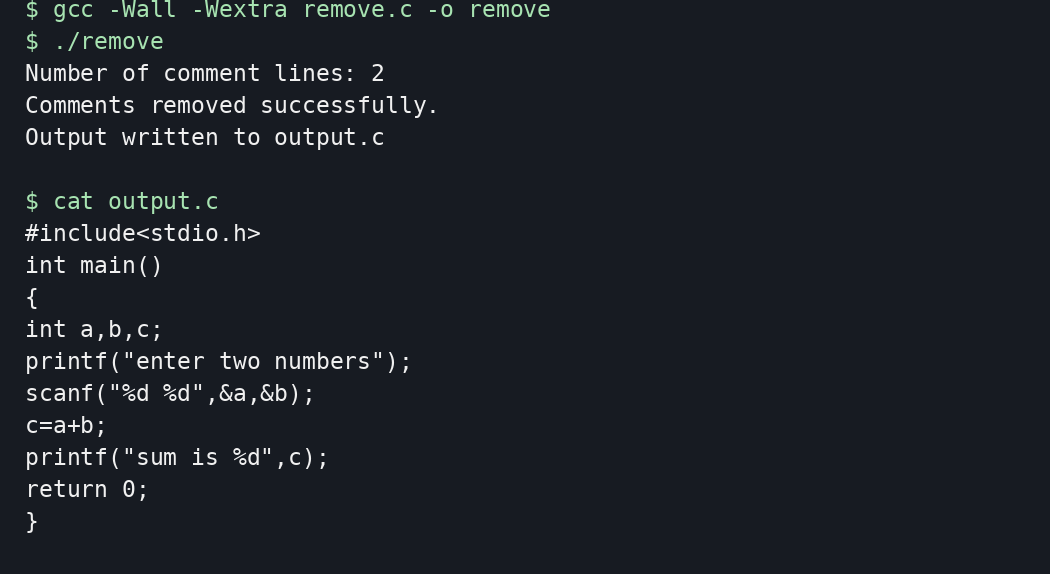 $ gcc -Wall -Wextra remove.c -o remove
$ ./remove
Number of comment lines: 2
Comments removed successfully.
Output written to output.c
$ cat output.c
#include<stdio.h>
int main()
{
int a,b,c;
printf("enter two numbers");
scanf("%d %d",&a,&b);
c=a+b;
printf("sum is %d",c);
return 0;
}